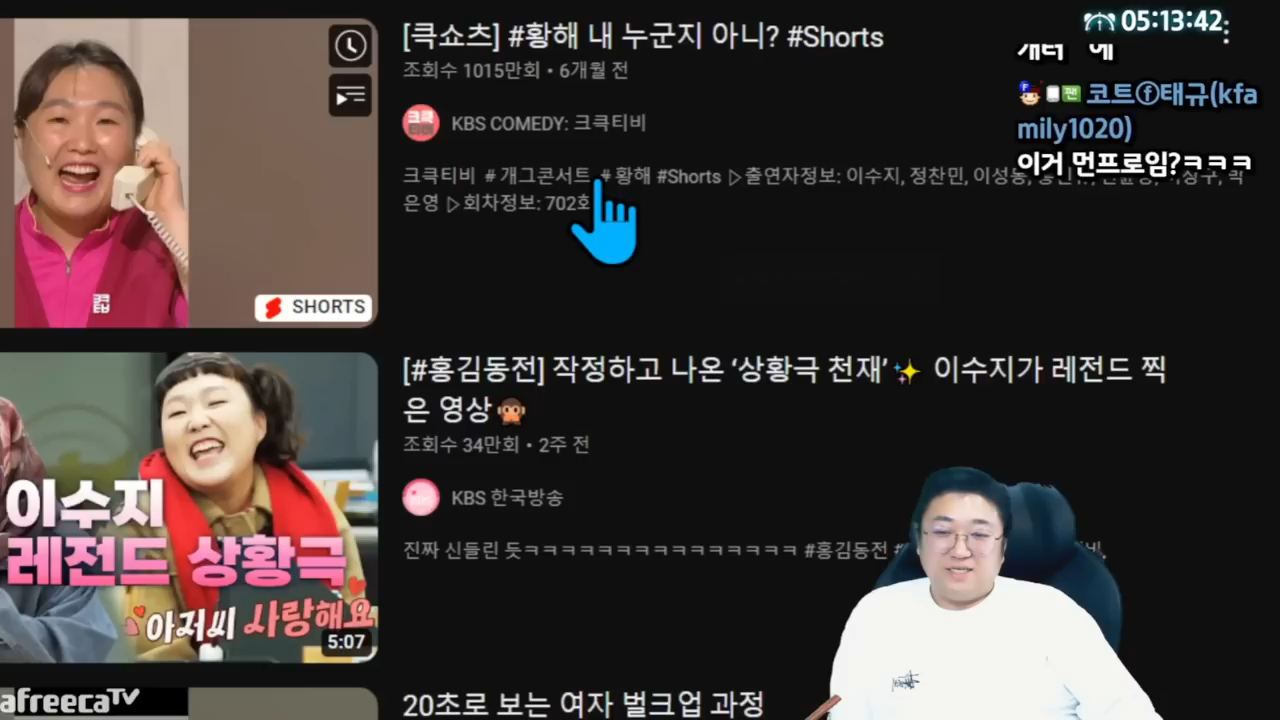 [큭쇼츠] #황해 내 누군지 아니? #Shorts
조회수 1015만회 • 6개월 전
크큭
티비
KBS COMEDY: 크큭티비
크큭티비 #개그콘서트 #황해 #Shorts ▷출연자정보: 이수지, 정찬민, 이성동,
은영 ▷회차정보: 702회
SHORTS
05:13:42
코트ⓕ태규(kfa
mily1020)
이거 먼프로임?ㅋㅋㅋ
팬
[#홍김동전] 작정하고 나온 ‘상황극 천재’✨ 이수지가 레전드 찍
은 영상🙊
조회수 34만회 • 2주 전
KBS 한국방송
진짜 신들린 듯ㅋㅋㅋㅋㅋㅋㅋㅋㅋㅋㅋㅋㅋㅋㅋ #홍김동전
이수지
레전드 상황극
아저씨 사랑해요
5:07
afreecaTV
20초로 보는 여자 벌크업 과정